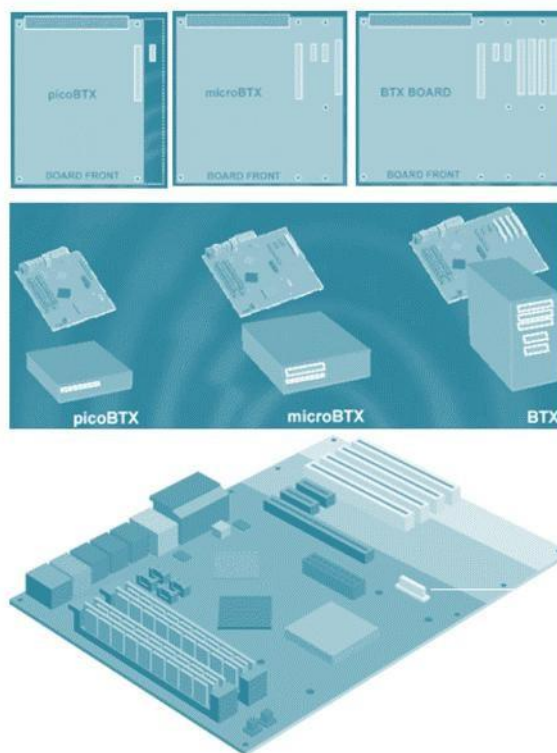 picoBTX
microBTX
BTX BOARD
BOARD FRONT
BOARD FRONT
BOARD FRONT
picoBTX
microBTX
BTX